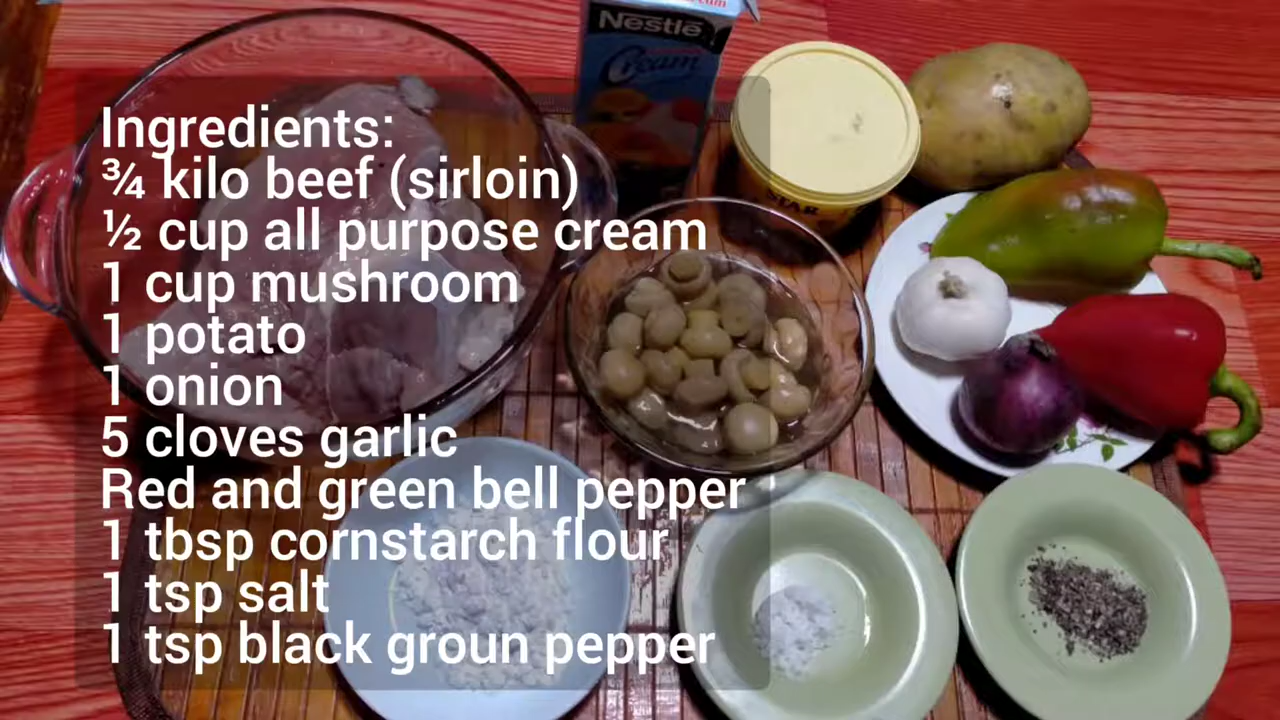 Nestlé
Cream
STAR
Ingredients:
¾ kilo beef (sirloin)
½ cup all purpose cream
1 cup mushroom
1 potato
1 onion
5 cloves garlic
Red and green bell pepper
1 tbsp cornstarch flour
1 tsp salt
1 tsp black groun pepper